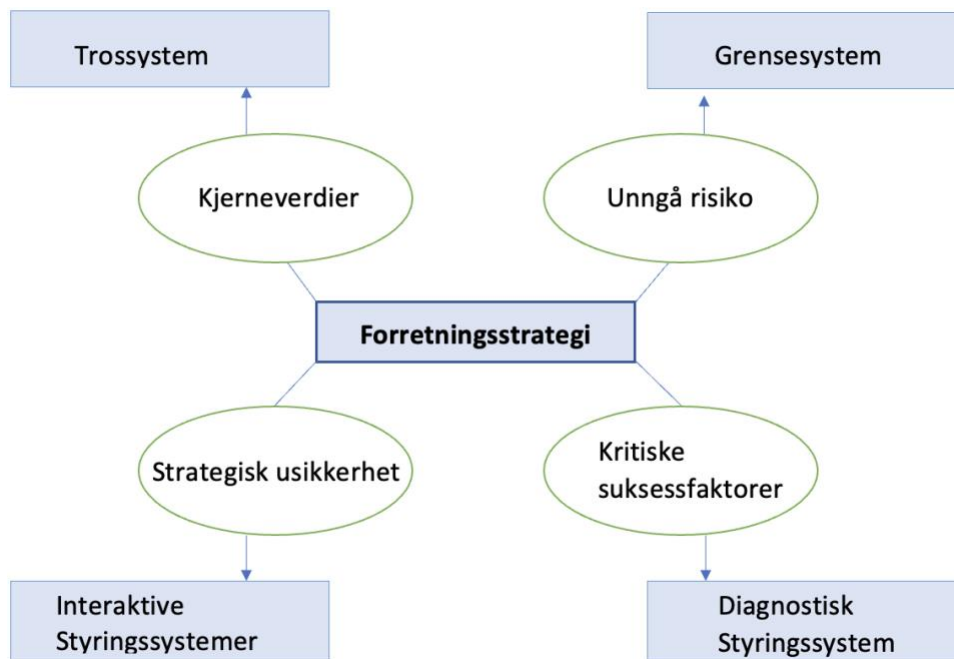 Trossystem
Grensesystem
Kjerneverdier
Unngå risiko
Forretningsstrategi
Strategisk usikkerhet
Kritiske
suksessfaktorer
Interaktive
Styringssystemer
Diagnostisk
Styringssystem